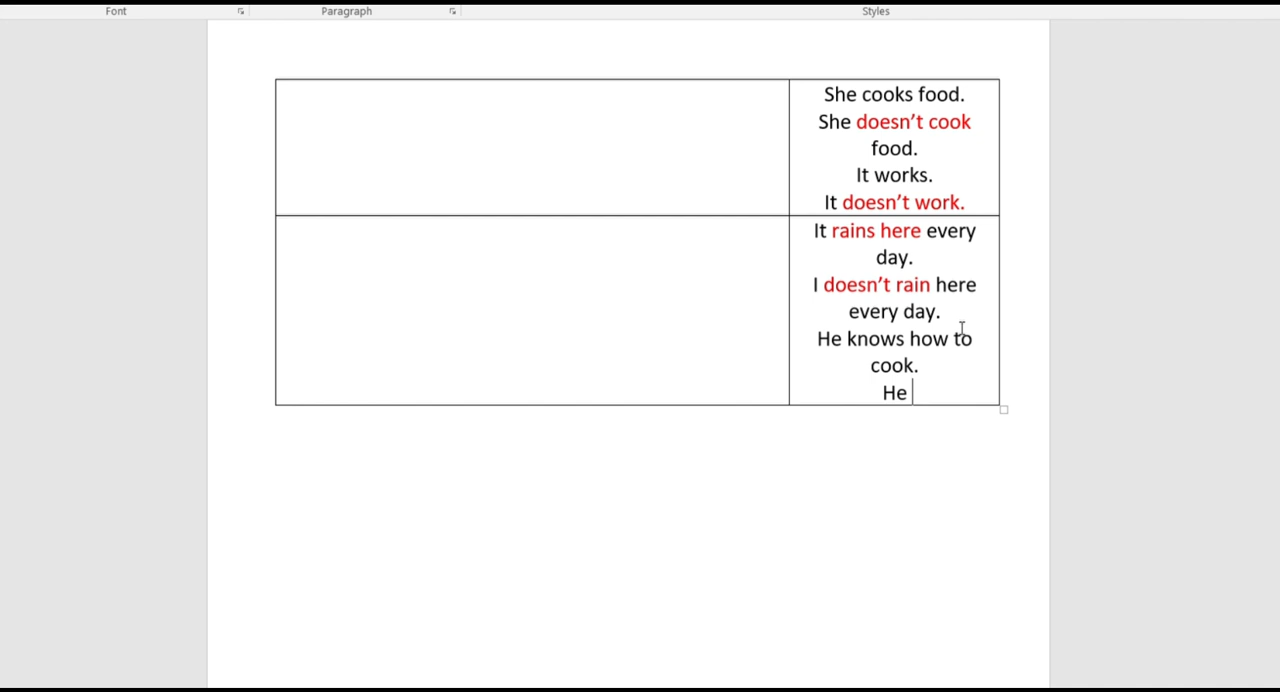 Font
Paragraph
Styles
She cooks food.
She doesn’t cook
food.
It works.
It doesn’t work.
It rains here every
day.
I doesn’t rain here
every day.
He knows how to
cook.
He